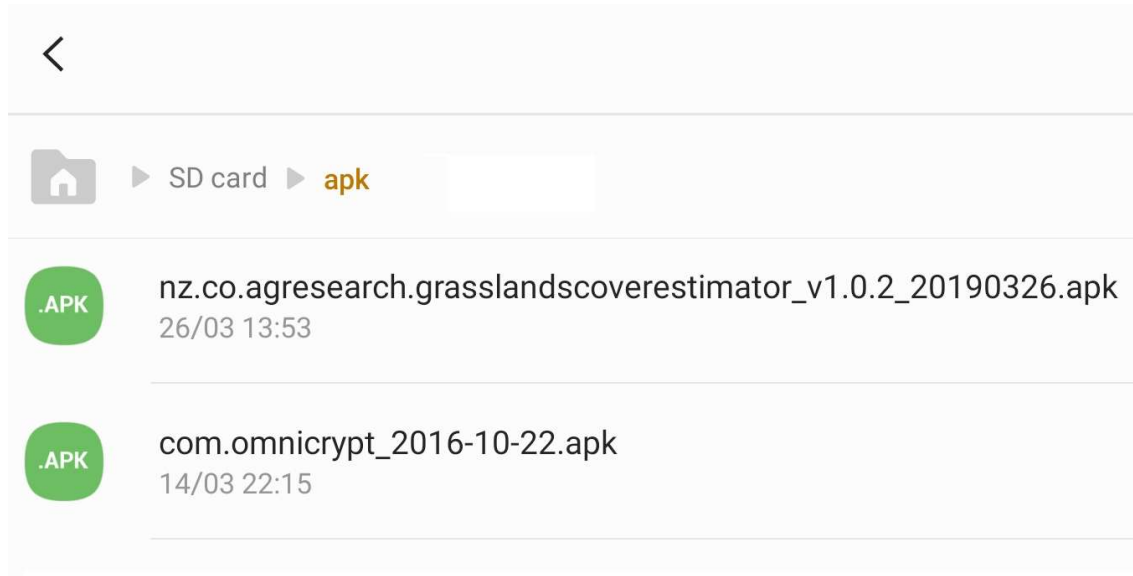 SD card apk
.APK
nz.co.agresearch.grasslandscoverestimator_v1.0.2_20190326.apk
26/03 13:53
.APK
com.omnicrypt_2016-10-22.apk
14/03 22:15